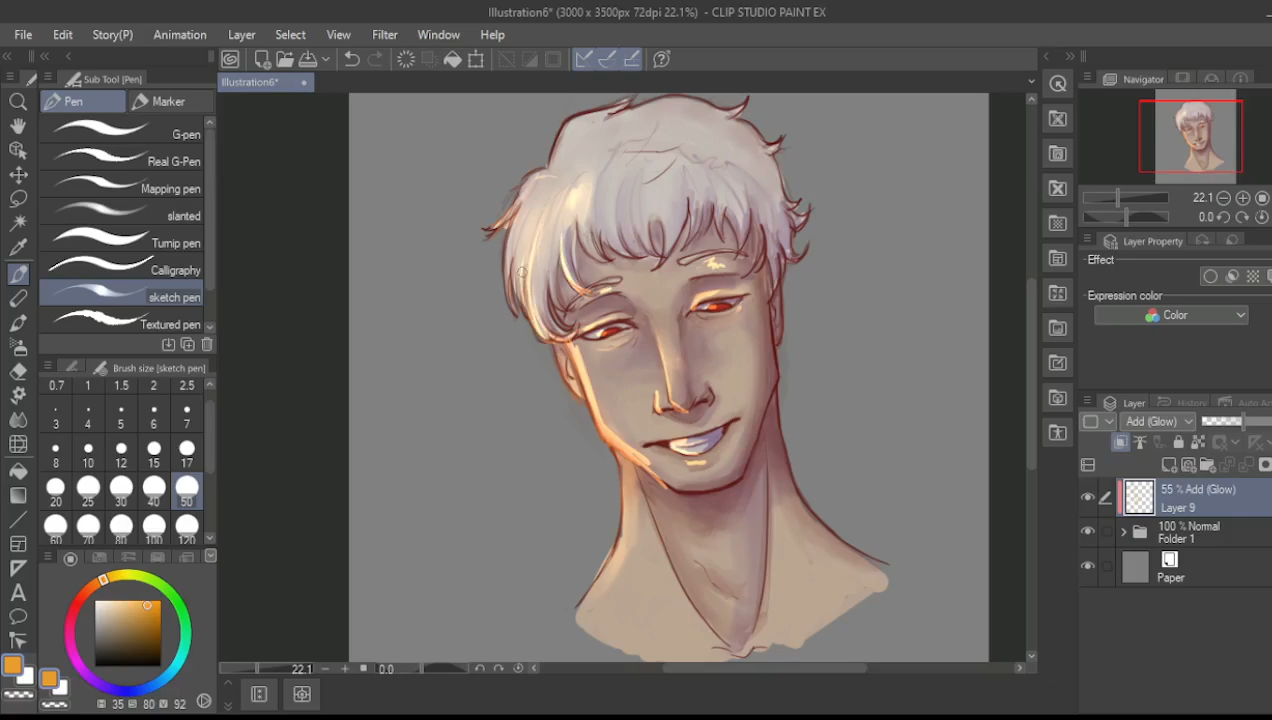 Illustration6* (3000 x 3500px 72dpi 22.1%) - CLIP STUDIO PAINT EX
File Edit Story(P) Animation Layer Select View Filter Window Help
Sub Tool [Pen]
Illustration6*
Navigator
Pen Marker
G-pen
Real G-Pen
Mapping pen
slanted
Turnip pen
Calligraphy
sketch pen
Textured pen
Brush size [sketch pen]
0.7 1 1.5 2 2.5
3 4 5 6 7
8 10 12 15 17
20 25 30 40 50
60 70 80 100 120
35 S 80 V 92
22.1 0.0
22.1
0.0
Layer Property
Effect
Expression color
Color
Layer History Auto
Add (Glow)
55 % Add (Glow)
Layer 9
100 % Normal
Folder 1
Paper